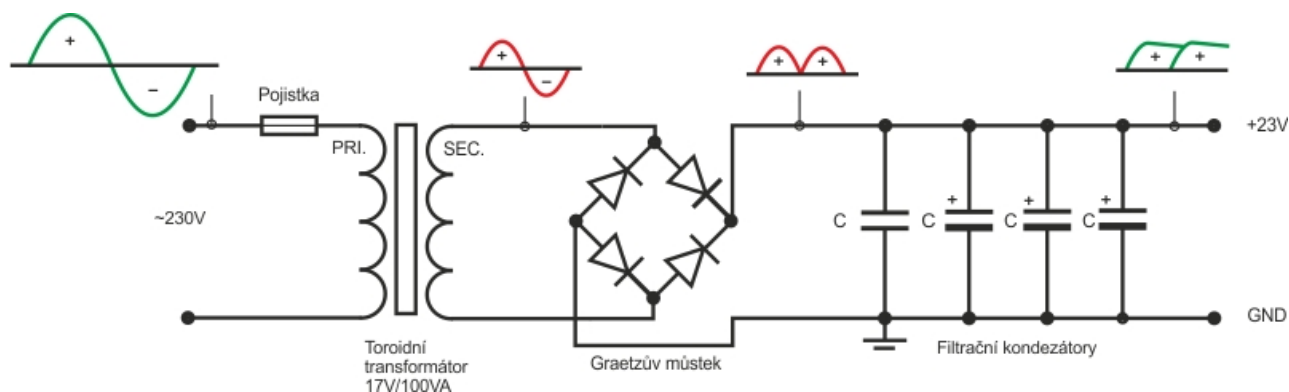 +
-
+
-
+
+
+
+
Pojistka
+23V
PRI.
SEC.
~230V
C
+
C
+
C
+
C
GND
Toroidní
transformátor
17V/100VA
Graetzův můstek
Filtrační kondezátory